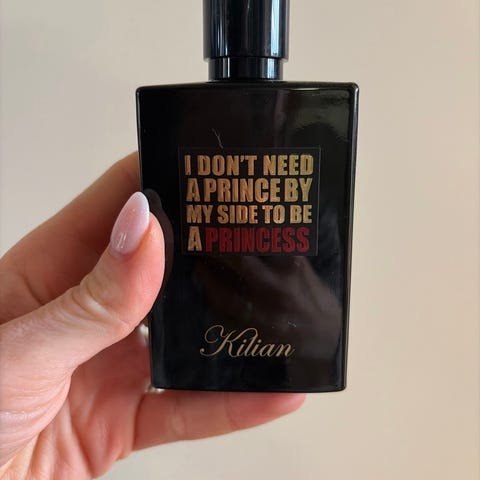 I DON'T NEED
A PRINCE BY
MY SIDE TO BE
A PRINCESS
Kilian